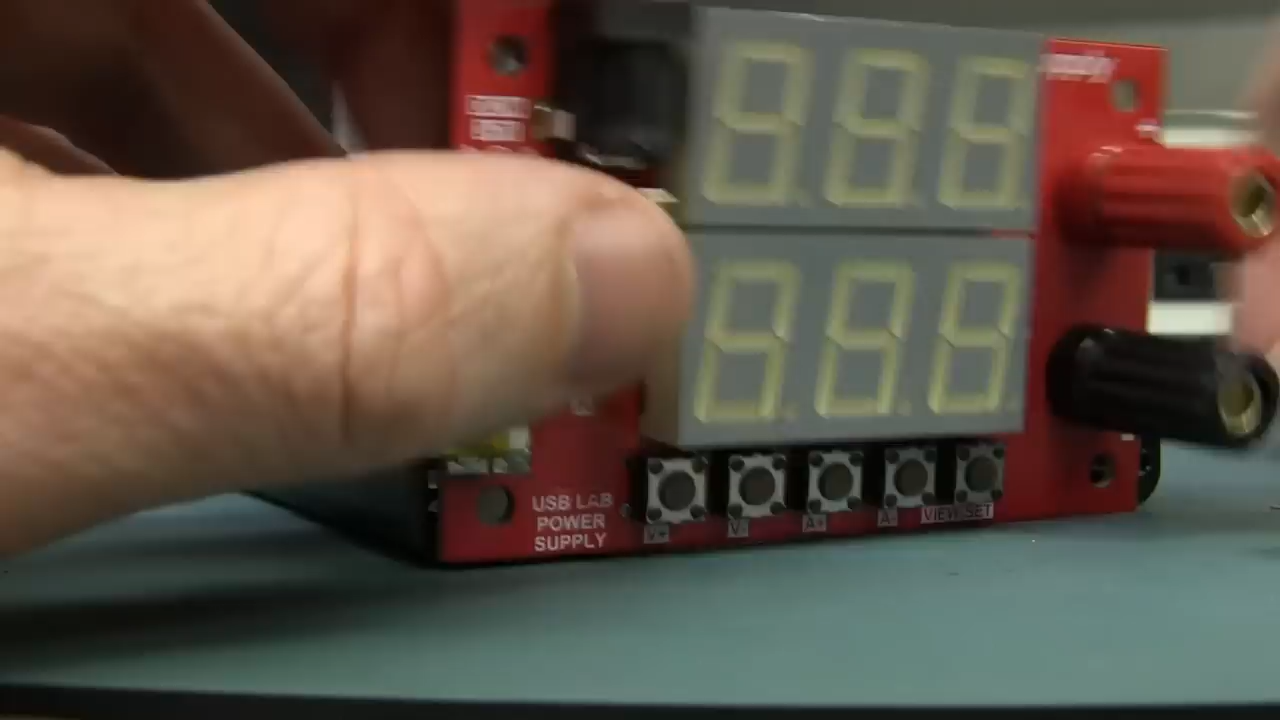 USB LAB
POWER
SUPPLY
V+
V-
A+
A-
VIEW SET